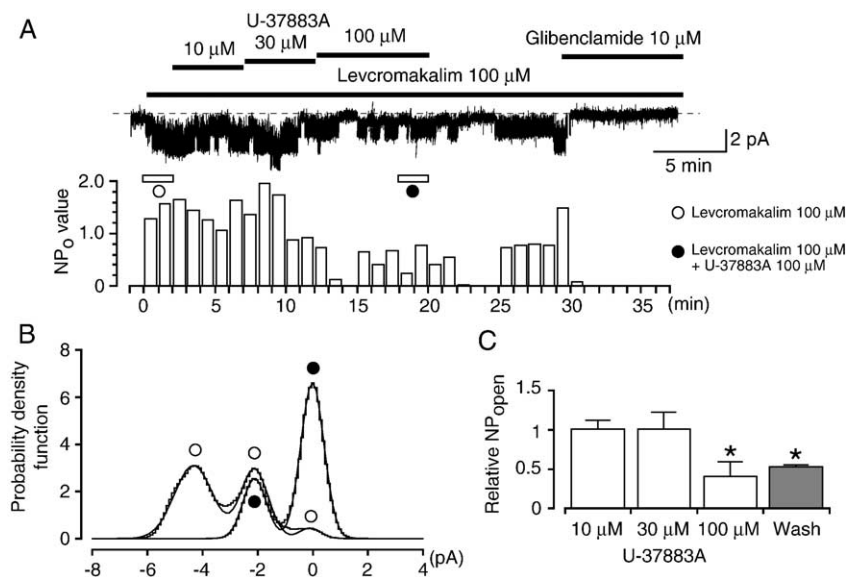 A
U-37883A
10 μM
30 μM
100 μM
Glibenclamide 10 μM
Levcromakalim 100 μM
2 pA
5 min
NPO value
2.0
1.0
0
Levcromakalim 100 μM
Levcromakalim 100 μM
+ U-37883A 100 μM
0 5 10 15 20 25 30 35 (min)
B
Probability density
function
8
6
4
2
0
-8 -6 -4 -2 0 2 4
(pA)
C
Relative NPopen
1.5
1
0.5
0
* *
10 μM 30 μM 100 μM Wash
U-37883A